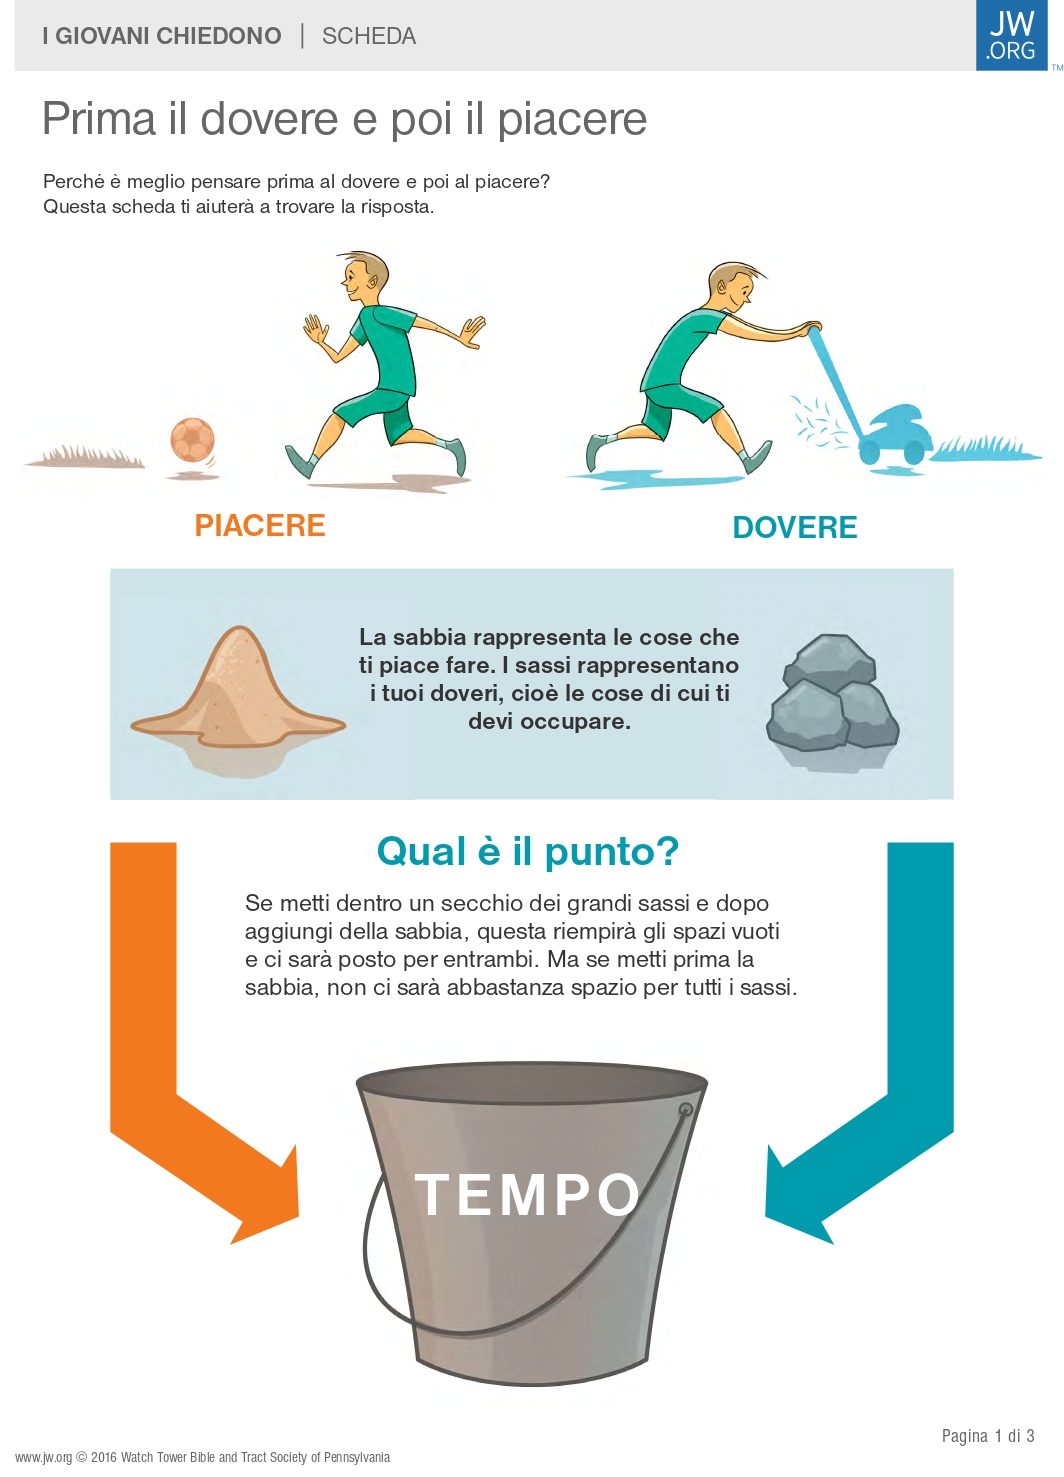 I GIOVANI CHIEDONO | SCHEDA
JW
.ORG
TM
Prima il dovere e poi il piacere
Perché è meglio pensare prima al dovere e poi al piacere?
Questa scheda ti aiuterà a trovare la risposta.
PIACERE
DOVERE
La sabbia rappresenta le cose che
ti piace fare. I sassi rappresentano
i tuoi doveri, cioè le cose di cui ti
devi occupare.
Qual è il punto?
Se metti dentro un secchio dei grandi sassi e dopo
aggiungi della sabbia, questa riempirà gli spazi vuoti
e ci sarà posto per entrambi. Ma se metti prima la
sabbia, non ci sarà abbastanza spazio per tutti i sassi.
TEMPO
Pagina 1 di 3
www.jw.org © 2016 Watch Tower Bible and Tract Society of Pennsylvania